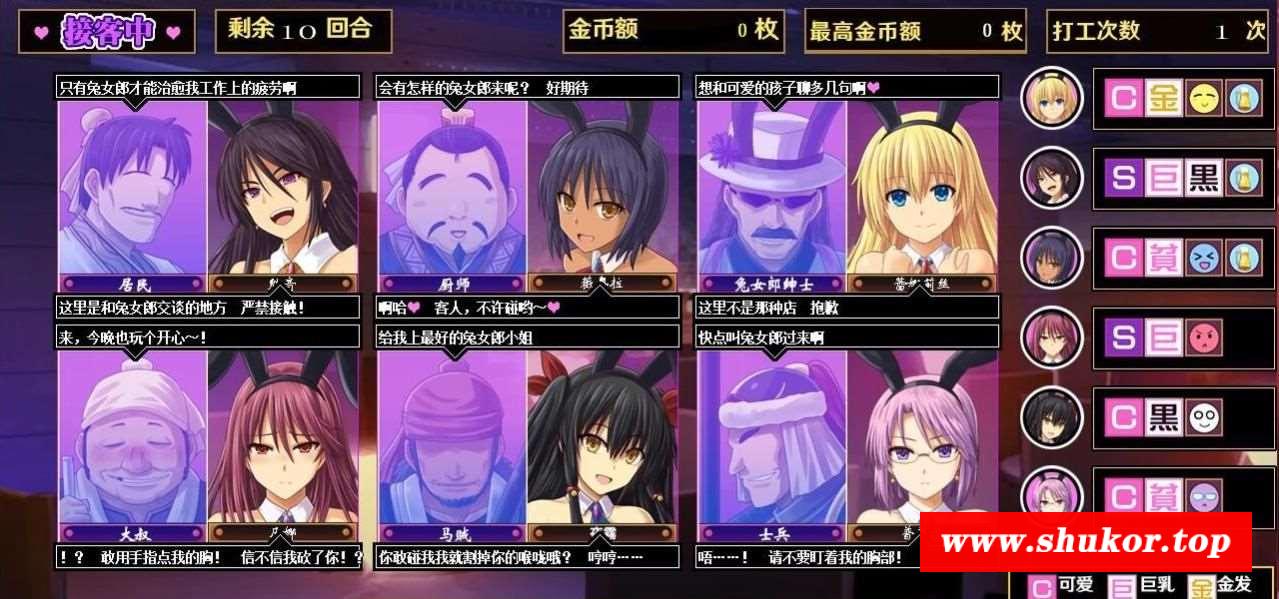 接客中
剩余 10 回合
金币额 0 枚
最高金币额 0 枚
打工次数 1 次
只有兔女郎才能治愈我工作上的疲劳啊
会有怎样的兔女郎来呢？ 好期待
想和可爱的孩子聊多几句啊❤
居民
厨师
兔女郎绅士
这里是和兔女郎交谈的地方 严禁接触！
啊哈❤ 客人，不许碰哟～❤
这里不是那种店 抱歉
来，今晚也玩个开心～！
给我上最好的兔女郎小姐
快点叫兔女郎过来啊
大叔
马贼
士兵
！？ 敢用手指点我的胸！ 信不信我砍了你！？
你敢碰我我就割掉你的喉咙哦？ 哼哼……
唔……！ 请不要盯着我的胸部！
C 金
S 巨 黒
C 貧
S 巨
C 黒
C 貧
www.shukor.top
C 可爱 巨 巨乳 金 金发